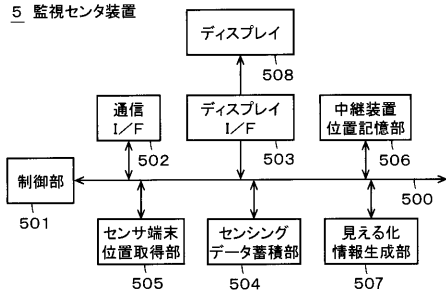 5 監視センタ装置
ディスプレイ
508
通信
I/F
502
ディスプレイ
I/F
503
中継装置
位置記憶部
506
制御部
501
500
センサ端末
位置取得部
505
センシング
データ蓄積部
504
見える化
情報生成部
507